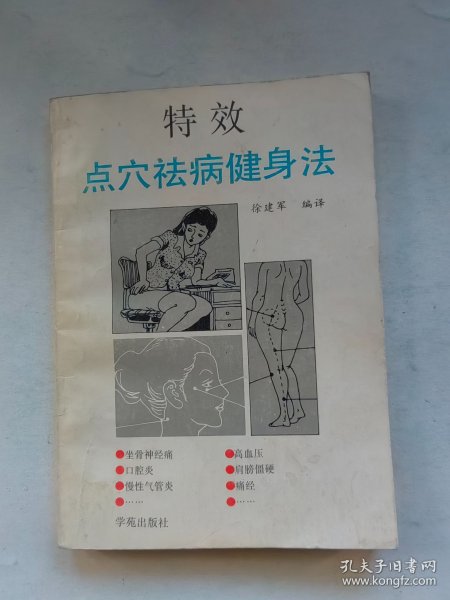 特效
点穴祛病健身法
徐建军 编译
●坐骨神经痛
●口腔炎
●慢性气管炎
●……
●高血压
●肩膀僵硬
●痛经
●……
学苑出版社
孔夫子旧书网
www.kongfz.com